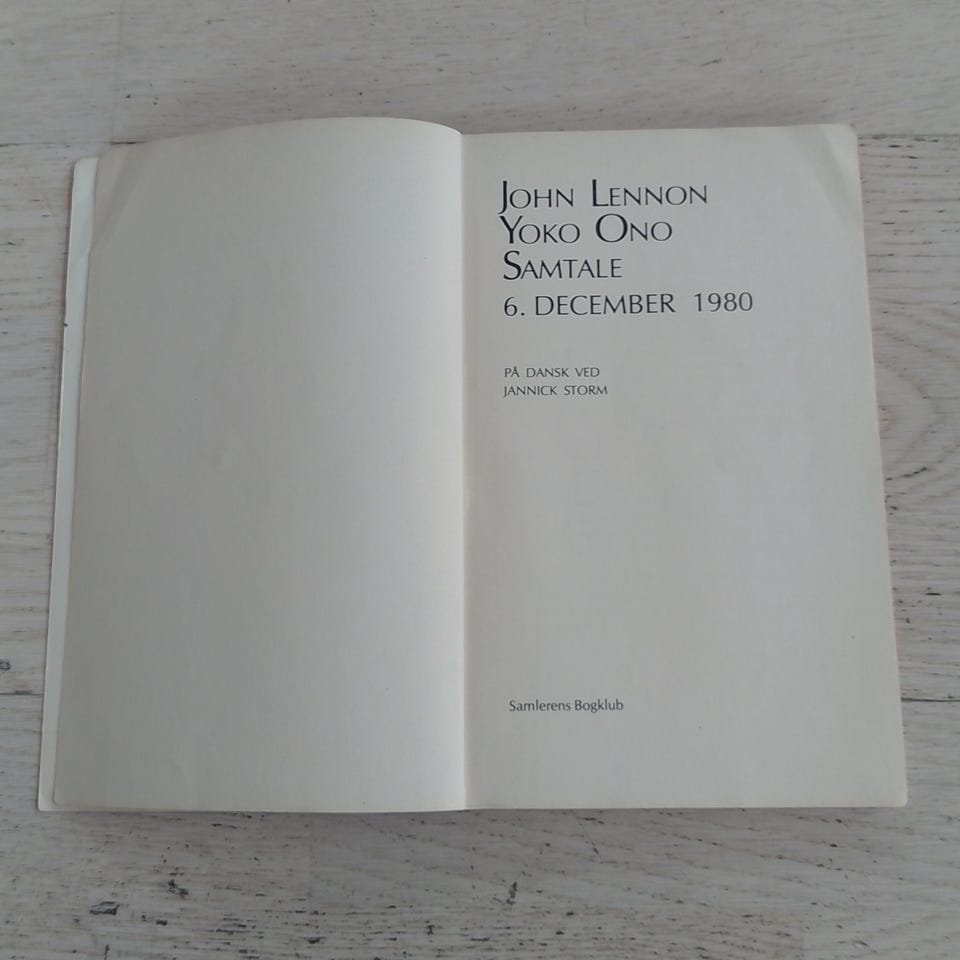 John Lennon
Yoko Ono
Samtale
6. DECEMBER 1980
PÅ DANSK VED
JANNICK STORM
Samlerens Bogklub